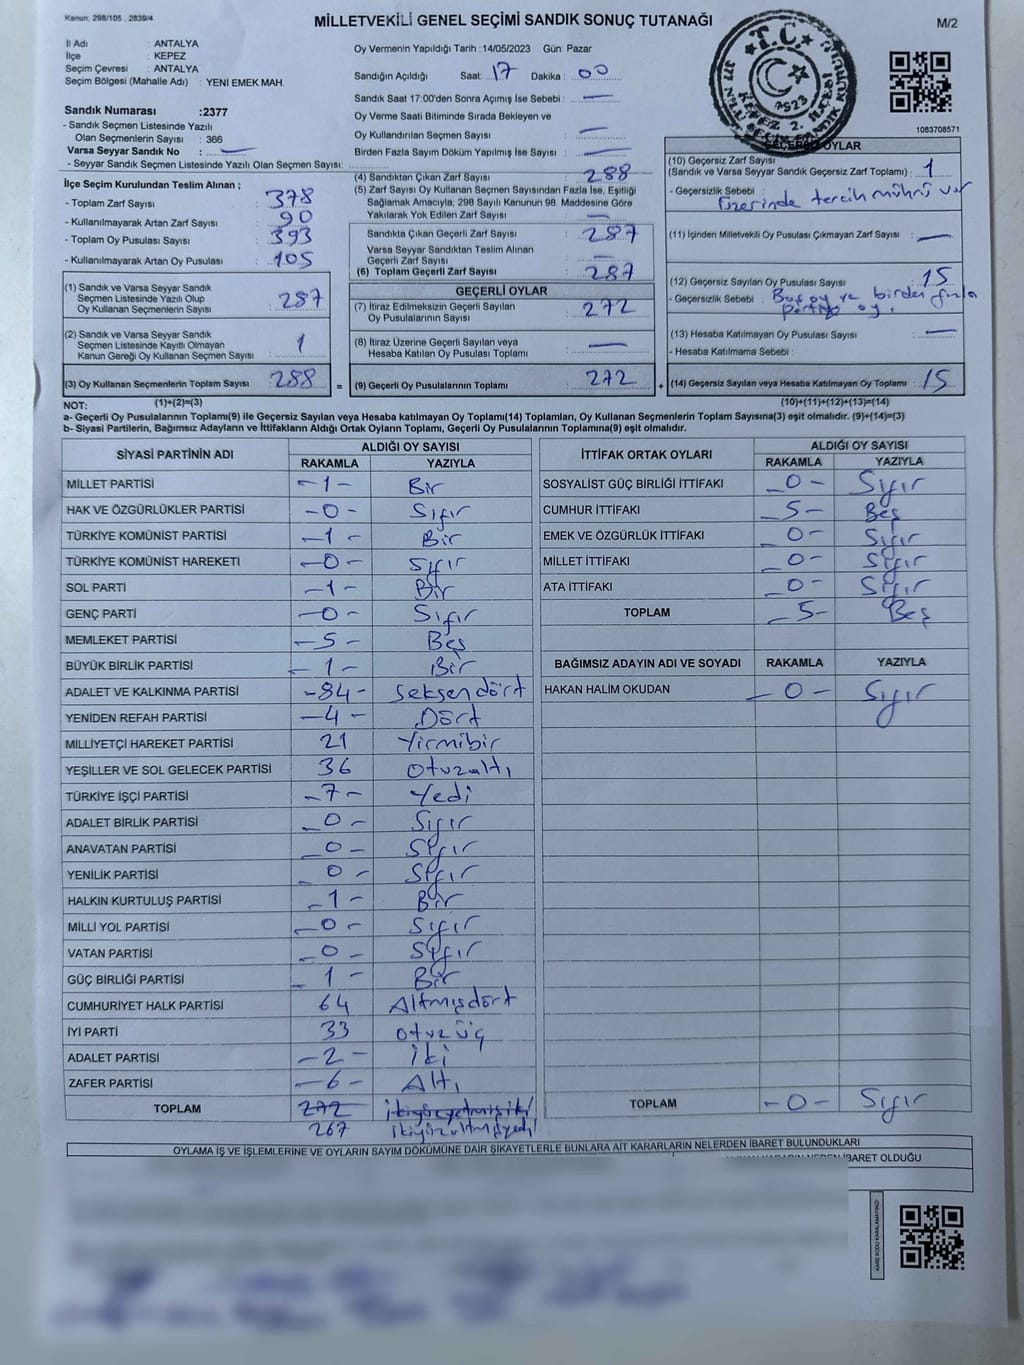 Kanun, 298/105 , 2839/4
MİLLETVEKİLİ GENEL SEÇİMİ SANDIK SONUÇ TUTANAĞI
M/2
İl Adı : ANTALYA
İlçe : KEPEZ
Seçim Çevresi : ANTALYA
Seçim Bölgesi (Mahalle Adı) : YENİ EMEK MAH.
Sandık Numarası :2377
- Sandık Seçmen Listesinde Yazılı
Olan Seçmenlerin Sayısı : 366
Varsa Seyyar Sandık No : —
- Seyyar Sandık Seçmen Listesinde Yazılı Olan Seçmen Sayısı:
Oy Vermenin Yapıldığı Tarih :14/05/2023 Gün: Pazar
Sandığın Açıldığı Saat: 17 Dakika : 00
Sandık Saat 17:00'den Sonra Açımış İse Sebebi : —
Oy Verme Saati Bitiminde Sırada Bekleyen ve
Oy Kullandırılan Seçmen Sayısı : —
Birden Fazla Sayım Döküm Yapılmış İse Sayısı : —
T.C.
1923
KEPEZ 2. İLÇE
1083708571
İlçe Seçim Kurulundan Teslim Alınan ;
- Toplam Zarf Sayısı : 378
- Kullanılmayarak Artan Zarf Sayısı : 90
- Toplam Oy Pusulası Sayısı : 393
- Kullanılmayarak Artan Oy Pusulası : 105
(1) Sandık ve Varsa Seyyar Sandık
Seçmen Listesinde Yazılı Olup
Oy Kullanan Seçmenlerin Sayısı : 287
(2) Sandık ve Varsa Seyyar Sandık
Seçmen Listesinde Kayıtlı Olmayan
Kanun Gereği Oy Kullanan Seçmen Sayısı : 1
(3) Oy Kullanan Seçmenlerin Toplam Sayısı : 288
(4) Sandıktan Çıkan Zarf Sayısı : 288
(5) Zarf Sayısı Oy Kullanan Seçmen Sayısından Fazla İse, Eşitliği
Sağlamak Amacıyla, 298 Sayılı Kanunun 98. Maddesine Göre
Yakılarak Yok Edilen Zarf Sayısı : —
Sandıkta Çıkan Geçerli Zarf Sayısı : 287
Varsa Seyyar Sandıktan Teslim Alınan
Geçerli Zarf Sayısı : —
(6) Toplam Geçerli Zarf Sayısı : 287
GEÇERLİ OYLAR
(7) İtiraz Edilmeksizin Geçerli Sayılan
Oy Pusulalarının Sayısı : 272
(8) İtiraz Üzerine Geçerli Sayılan veya
Hesaba Katılan Oy Pusulası Toplamı : —
= (9) Geçerli Oy Pusulalarının Toplamı : 272
GEÇERSİZ OYLAR
(10) Geçersiz Zarf Sayısı
(Sandık ve Varsa Seyyar Sandık Geçersiz Zarf Toplamı) : 1
- Geçersizlik Sebebi : Üzerinde tercih mührü var
(11) İçinden Milletvekili Oy Pusulası Çıkmayan Zarf Sayısı : —
(12) Geçersiz Sayılan Oy Pusulası Sayısı : 15
- Geçersizlik Sebebi : Boş oy ve birden fazla
partiye oy.
(13) Hesaba Katılmayan Oy Pusulası Sayısı : —
- Hesaba Katılmama Sebebi :
+ (14) Geçersiz Sayılan veya Hesaba Katılmayan Oy Toplamı : 15
NOT: (1)+(2)=(3) (10)+(11)+(12)+(13)=(14)
a- Geçerli Oy Pusulalarının Toplamı(9) ile Geçersiz Sayılan veya Hesaba katılmayan Oy Toplamı(14) Toplamları, Oy Kullanan Seçmenlerin Toplam Sayısına(3) eşit olmalıdır. (9)+(14)=(3)
b- Siyasi Partilerin, Bağımsız Adayların ve İttifakların Aldığı Ortak Oyların Toplamı, Geçerli Oy Pusulalarının Toplamına(9) eşit olmalıdır.
SİYASİ PARTİNİN ADI ALDIĞI OY SAYISI
RAKAMLA YAZIYLA
MİLLET PARTİSİ -1- Bir
HAK VE ÖZGÜRLÜKLER PARTİSİ -0- Sıfır
TÜRKİYE KOMÜNİST PARTİSİ -1- Bir
TÜRKİYE KOMÜNİST HAREKETİ -0- Sıfır
SOL PARTİ -1- Bir
GENÇ PARTİ -0- Sıfır
MEMLEKET PARTİSİ -5- Beş
BÜYÜK BİRLİK PARTİSİ -1- Bir
ADALET VE KALKINMA PARTİSİ -84- Seksendört
YENİDEN REFAH PARTİSİ -4- Dört
MİLLİYETÇİ HAREKET PARTİSİ 21 Yirmibir
YEŞİLLER VE SOL GELECEK PARTİSİ 36 Otuzaltı
TÜRKİYE İŞÇİ PARTİSİ -7- Yedi
ADALET BİRLİK PARTİSİ -0- Sıfır
ANAVATAN PARTİSİ -0- Sıfır
YENİLİK PARTİSİ -0- Sıfır
HALKIN KURTULUŞ PARTİSİ -1- Bir
MİLLİ YOL PARTİSİ -0- Sıfır
VATAN PARTİSİ -0- Sıfır
GÜÇ BİRLİĞİ PARTİSİ -1- Bir
CUMHURİYET HALK PARTİSİ 64 Altmışdört
İYİ PARTİ 33 otuzüç
ADALET PARTİSİ -2- İki
ZAFER PARTİSİ -6- Altı
TOPLAM 272 ikiyüzyetmişiki
267 ikiyüzaltmışyedi
İTTİFAK ORTAK OYLARI ALDIĞI OY SAYISI
RAKAMLA YAZIYLA
SOSYALİST GÜÇ BİRLİĞİ İTTİFAKI -0- Sıfır
CUMHUR İTTİFAKI -5- Beş
EMEK VE ÖZGÜRLÜK İTTİFAKI -0- Sıfır
MİLLET İTTİFAKI -0- Sıfır
ATA İTTİFAKI -0- Sıfır
TOPLAM -5- Beş
BAĞIMSIZ ADAYIN ADI VE SOYADI RAKAMLA YAZIYLA
HAKAN HALİM OKUDAN -0- Sıfır
TOPLAM -0- Sıfır
OYLAMA İŞ VE İŞLEMLERİNE VE OYLARIN SAYIM DÖKÜMÜNE DAİR ŞİKAYETLERLE BUNLARA AİT KARARLARIN NELERDEN İBARET BULUNDUKLARI
İBARET OLDUĞU
KARE KODU KARALAMAYINIZ!